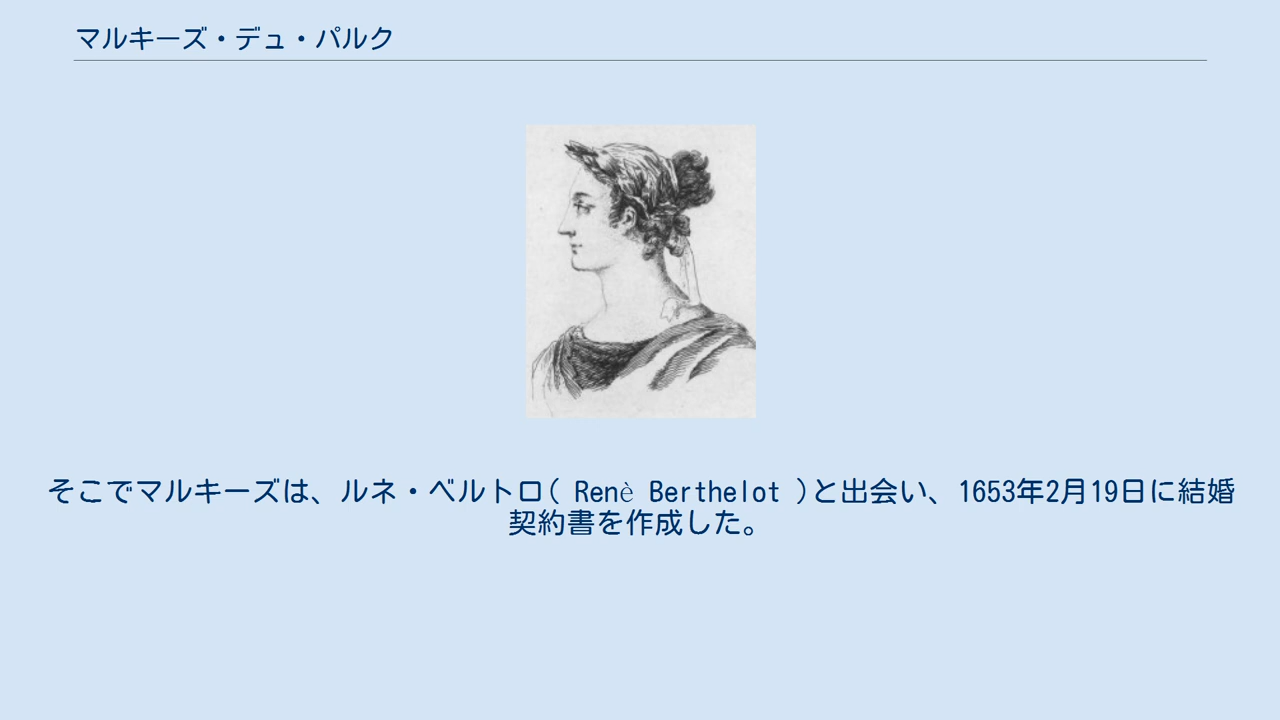 マルキーズ・デュ・パルク
そこでマルキーズは、ルネ・ベルトロ( Renè Berthelot )と出会い、1653年2月19日に結婚
契約書を作成した。